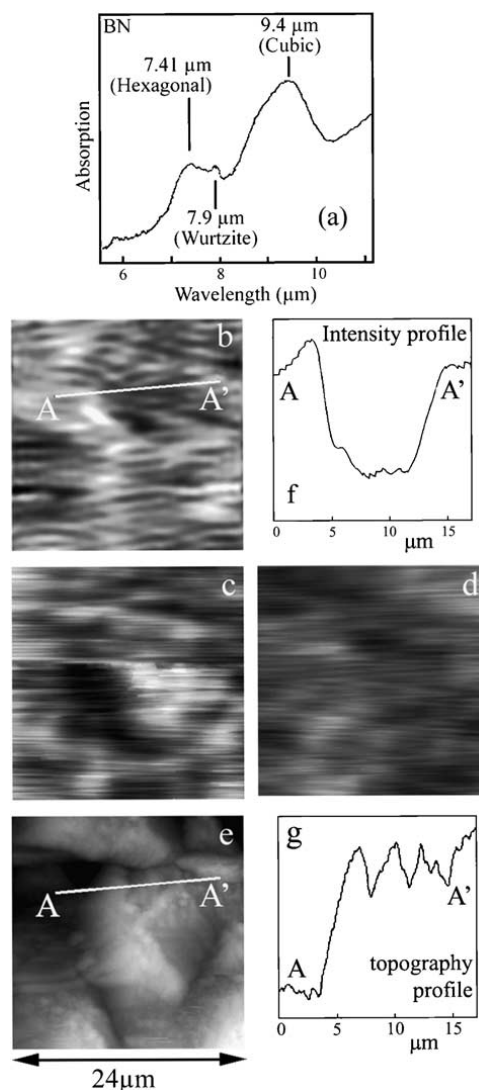 BN
9.4 µm
(Cubic)
7.41 µm
(Hexagonal)
7.9 µm
(Wurtzite)
(a)
Absorption
6 8 10
Wavelength (µm)
b
A A'
Intensity profile
A A'
f
0 5 10 15
µm
c
d
e
A A'
24µm
g
A A'
topography
profile
0 5 10 15
µm